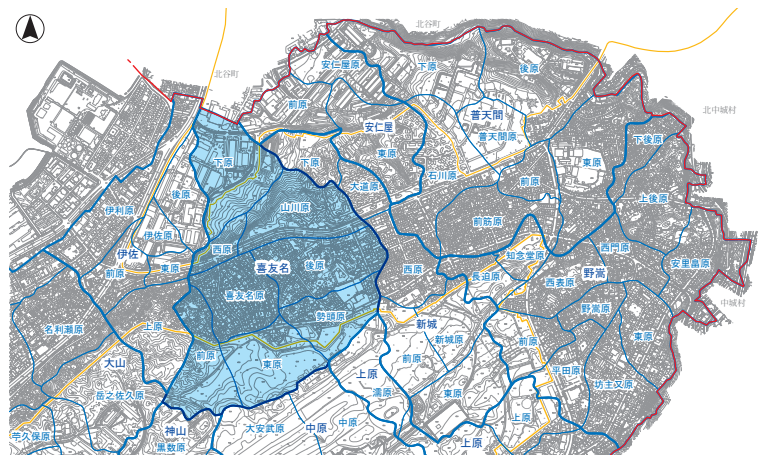 北谷町
北谷町
北中城村
中城村
安仁屋原
下原
後原
前原
安仁屋
普天間
普天間原
東原
下原
下原
大道原
石川原
前原
東原
下後原
上後原
後原
伊利原
伊佐原
山川原
前筋原
西原
伊佐
東原
前原
喜友名
後原
西原
知念堂原
長迫原
西門原
野嵩
安里畠原
西表原
野嵩原
喜友名原
勢頭原
新城
新城原
名利瀬原
上原
前原
東原
前原
前原
東原
大山
岳之佐久原
上原
濡原
東原
平田原
坊主又原
上原
神山
黒数原
大安武原
中原
中原
上原
芋久保原